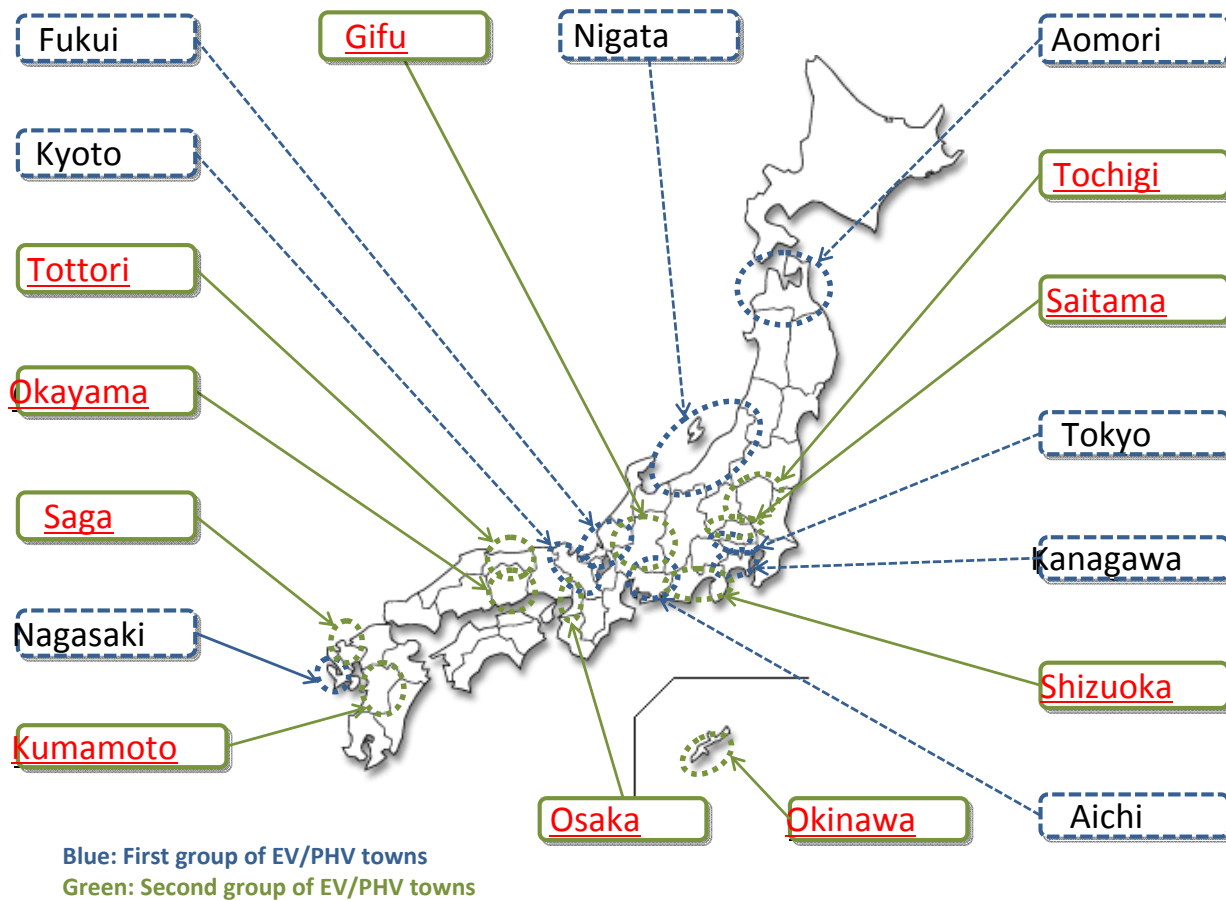 Fukui
Gifu
Nigata
Aomori
Kyoto
Tochigi
Tottori
Saitama
Okayama
Tokyo
Saga
Kanagawa
Nagasaki
Shizuoka
Kumamoto
Osaka
Okinawa
Aichi
Blue: First group of EV/PHV towns
Green: Second group of EV/PHV towns